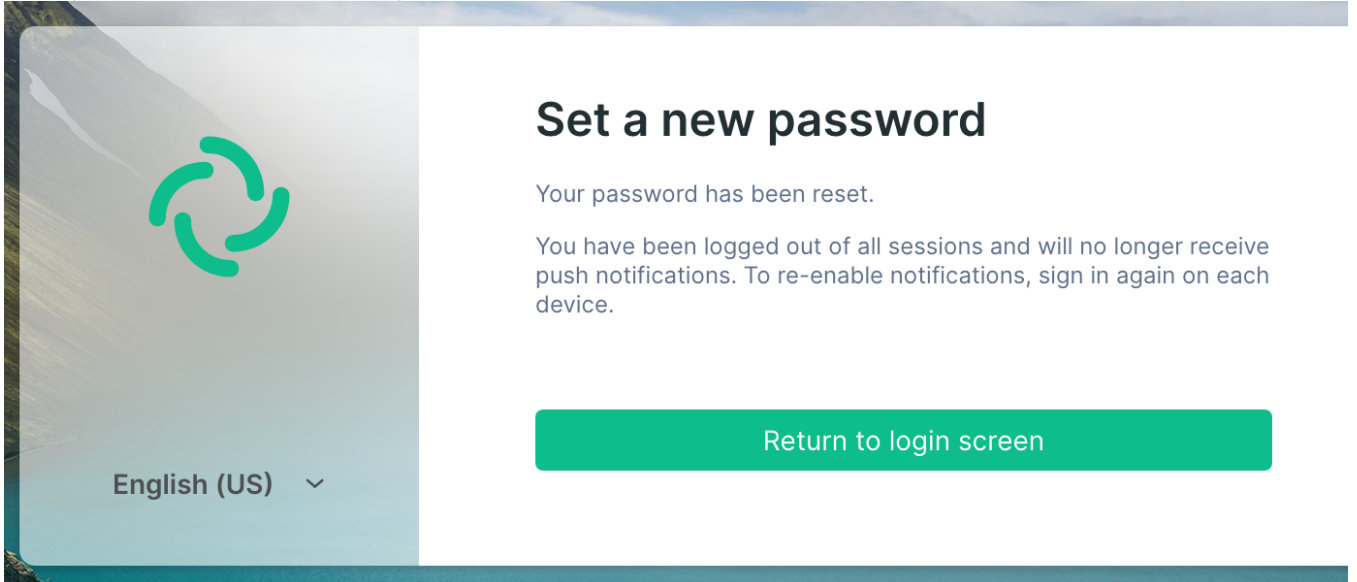 Set a new password
Your password has been reset.
You have been logged out of all sessions and will no longer receive
push notifications. To re-enable notifications, sign in again on each
device.
Return to login screen
English (US)